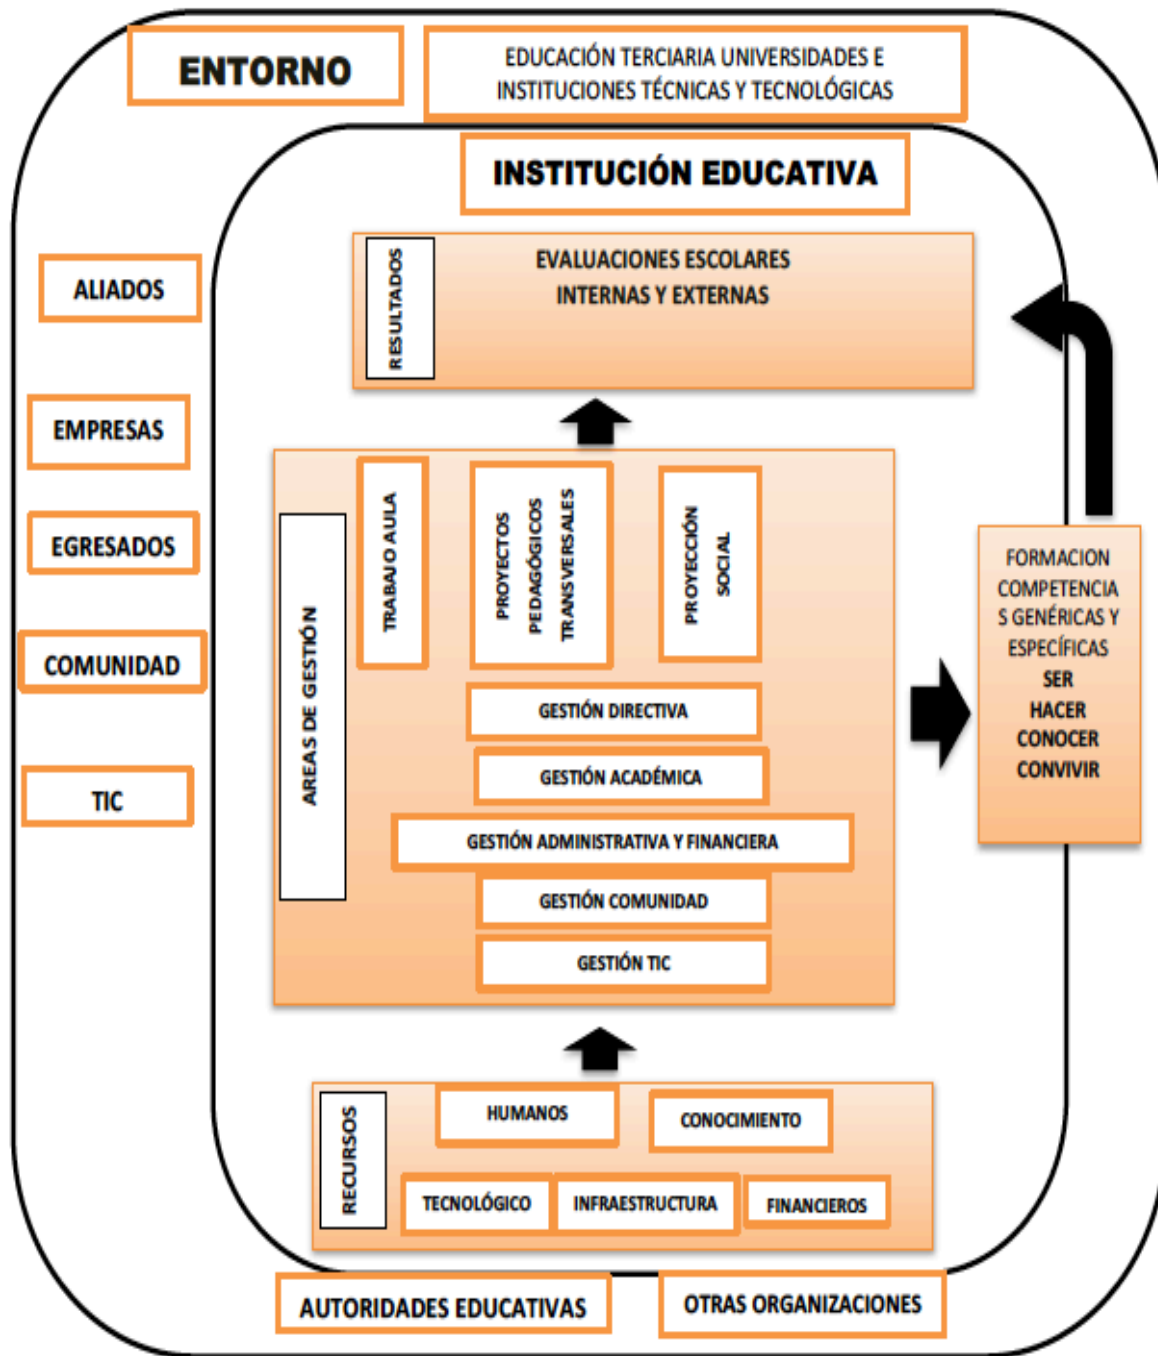 ENTORNO
EDUCACIÓN TERCIARIA UNIVERSIDADES E
INSTITUCIONES TÉCNICAS Y TECNOLÓGICAS
INSTITUCIÓN EDUCATIVA
RESULTADOS
EVALUACIONES ESCOLARES
INTERNAS Y EXTERNAS
ALIADOS
EMPRESAS
EGRESADOS
COMUNIDAD
TIC
AREAS DE GESTIÓN
TRABAJO AULA
PROYECTOS
PEDAGÓGICOS
TRANSVERSALES
PROYECCIÓN
SOCIAL
GESTIÓN DIRECTIVA
GESTIÓN ACADÉMICA
GESTIÓN ADMINISTRATIVA Y FINANCIERA
GESTIÓN COMUNIDAD
GESTIÓN TIC
FORMACION
COMPETENCIA
S GENÉRICAS Y
ESPECÍFICAS
SER
HACER
CONOCER
CONVIVIR
RECURSOS
HUMANOS
CONOCIMIENTO
TECNOLÓGICO
INFRAESTRUCTURA
FINANCIEROS
AUTORIDADES EDUCATIVAS
OTRAS ORGANIZACIONES